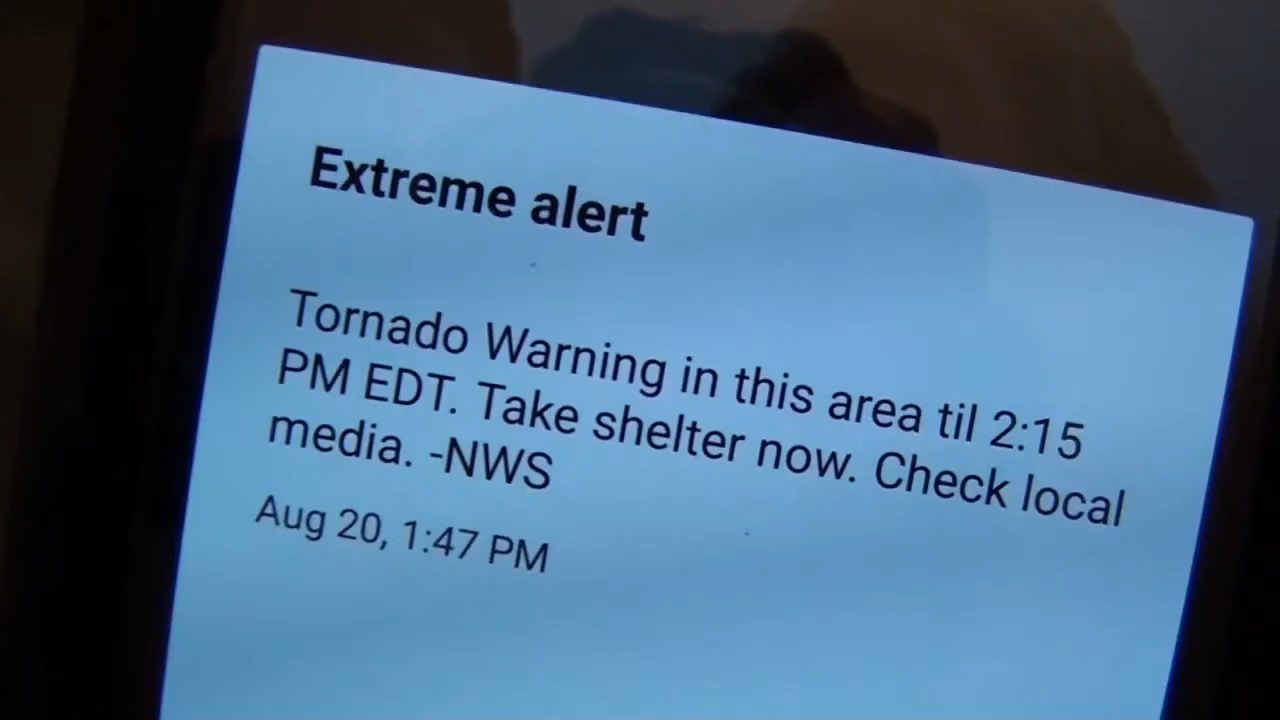 Extreme alert
Tornado Warning in this area til 2:15
PM EDT. Take shelter now. Check local
media. -NWS
Aug 20, 1:47 PM